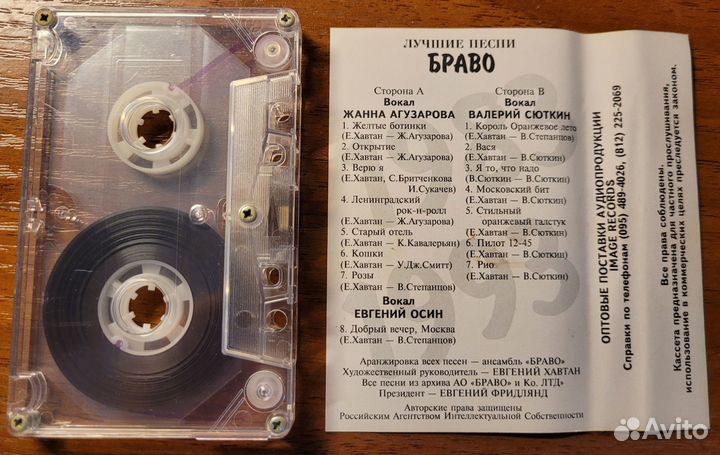 ЛУЧШИЕ ПЕСНИ
БРАВО
Сторона А
Вокал
ЖАННА АГУЗАРОВА
1. Желтые ботинки
(Е.Хавтан – Ж.Агузарова)
2. Открытие
(Е.Хавтан – Ж.Агузарова)
3. Верю я
(Е.Хавтан, С.Бритченкова
И.Сукачев)
4. Ленинградский
рок-н-ролл
(Е.Хавтан – Ж.Агузарова)
5. Старый отель
(Е.Хавтан – К.Кавалерьян)
6. Кошки
(Е.Хавтан – У.Дж.Смитт)
7. Розы
(Е.Хавтан – В.Степанцов)
Вокал
ЕВГЕНИЙ ОСИН
8. Добрый вечер, Москва
(Е.Хавтан – В.Степанцов)
Сторона В
Вокал
ВАЛЕРИЙ СЮТКИН
1. Король Оранжевое лето
(Е.Хавтан – В.Степанцов)
2. Вася
(Е.Хавтан – В.Сюткин)
3. Я то, что надо
(В.Сюткин – В.Сюткин)
4. Московский бит
(Е.Хавтан – В.Сюткин)
5. Стильный
оранжевый галстук
(Е.Хавтан – В.Сюткин)
6. Пилот 12-45
(Е.Хавтан – В.Сюткин)
7. Рио
(Е.Хавтан – В.Сюткин)
Аранжировка всех песен – ансамбль «БРАВО»
Художественный руководитель – ЕВГЕНИЙ ХАВТАН
Все песни из архива АО «БРАВО» и Ко. ЛТД»
Президент – ЕВГЕНИЙ ФРИДЛЯНД
Авторские права защищены
Российским Агентством Интеллектуальной Собственности
ОПТОВЫЕ ПОСТАВКИ АУДИОПРОДУКЦИИ
IMAGE RECORDS
Справки по телефонам (095) 489-4026, (812) 225-2069
Все права соблюдены.
Кассета предназначена для частного прослушивания,
использование в коммерческих целях преследуется законом.
Avito